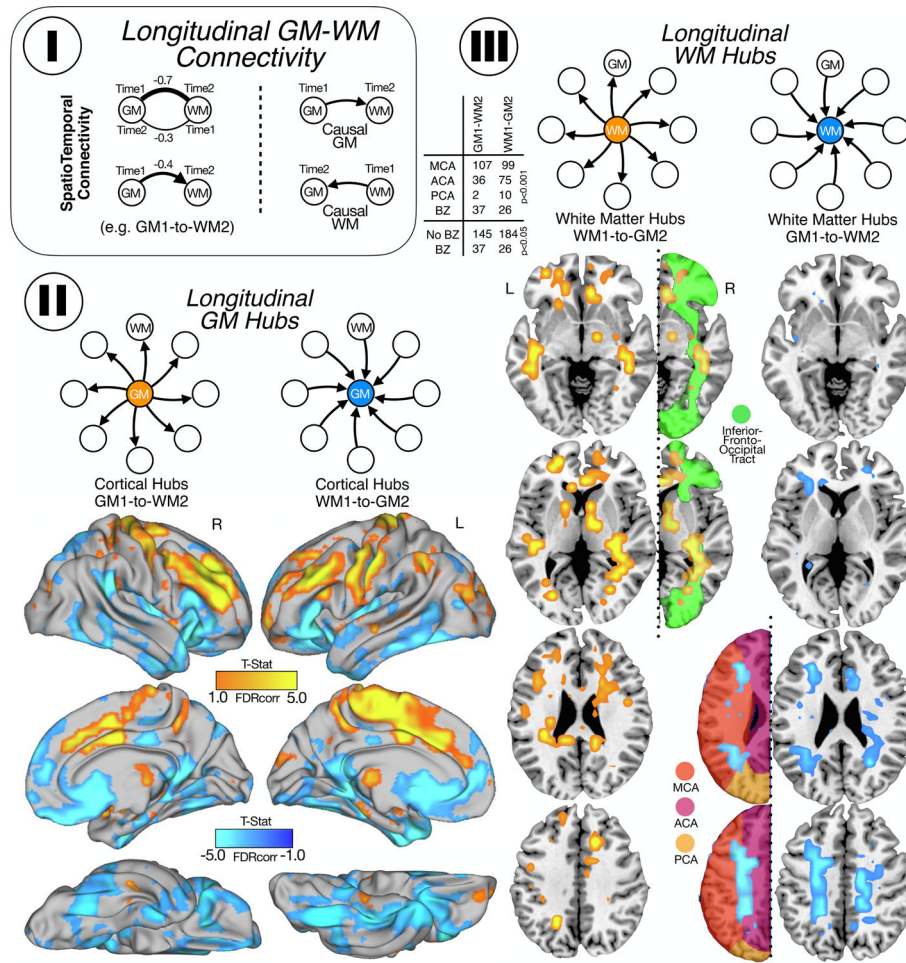 I
Longitudinal GM-WM
Connectivity
SpatioTemporal
Connectivity
Time1 -0.7 Time2
GM WM
Time2 -0.3 Time1
Time1 -0.4 Time2
GM WM
(e.g. GM1-to-WM2)
Time1 Time2
GM WM
Causal
GM
Time2 Time1
GM WM
Causal
WM
III
Longitudinal
WM Hubs
GM1-WM2 WM1-GM2
MCA 107 99
ACA 36 75
PCA 2 10
BZ 37 26
p<0.001
No BZ 145 184
BZ 37 26
p<0.05
GM
WM
White Matter Hubs
WM1-to-GM2
GM
WM
White Matter Hubs
GM1-to-WM2
L R
Inferior-
Fronto-
Occipital
Tract
MCA
ACA
PCA
II
Longitudinal
GM Hubs
WM
GM
Cortical Hubs
GM1-to-WM2
WM
GM
Cortical Hubs
WM1-to-GM2
R L
T-Stat
1.0 FDRcorr 5.0
T-Stat
-5.0 FDRcorr -1.0